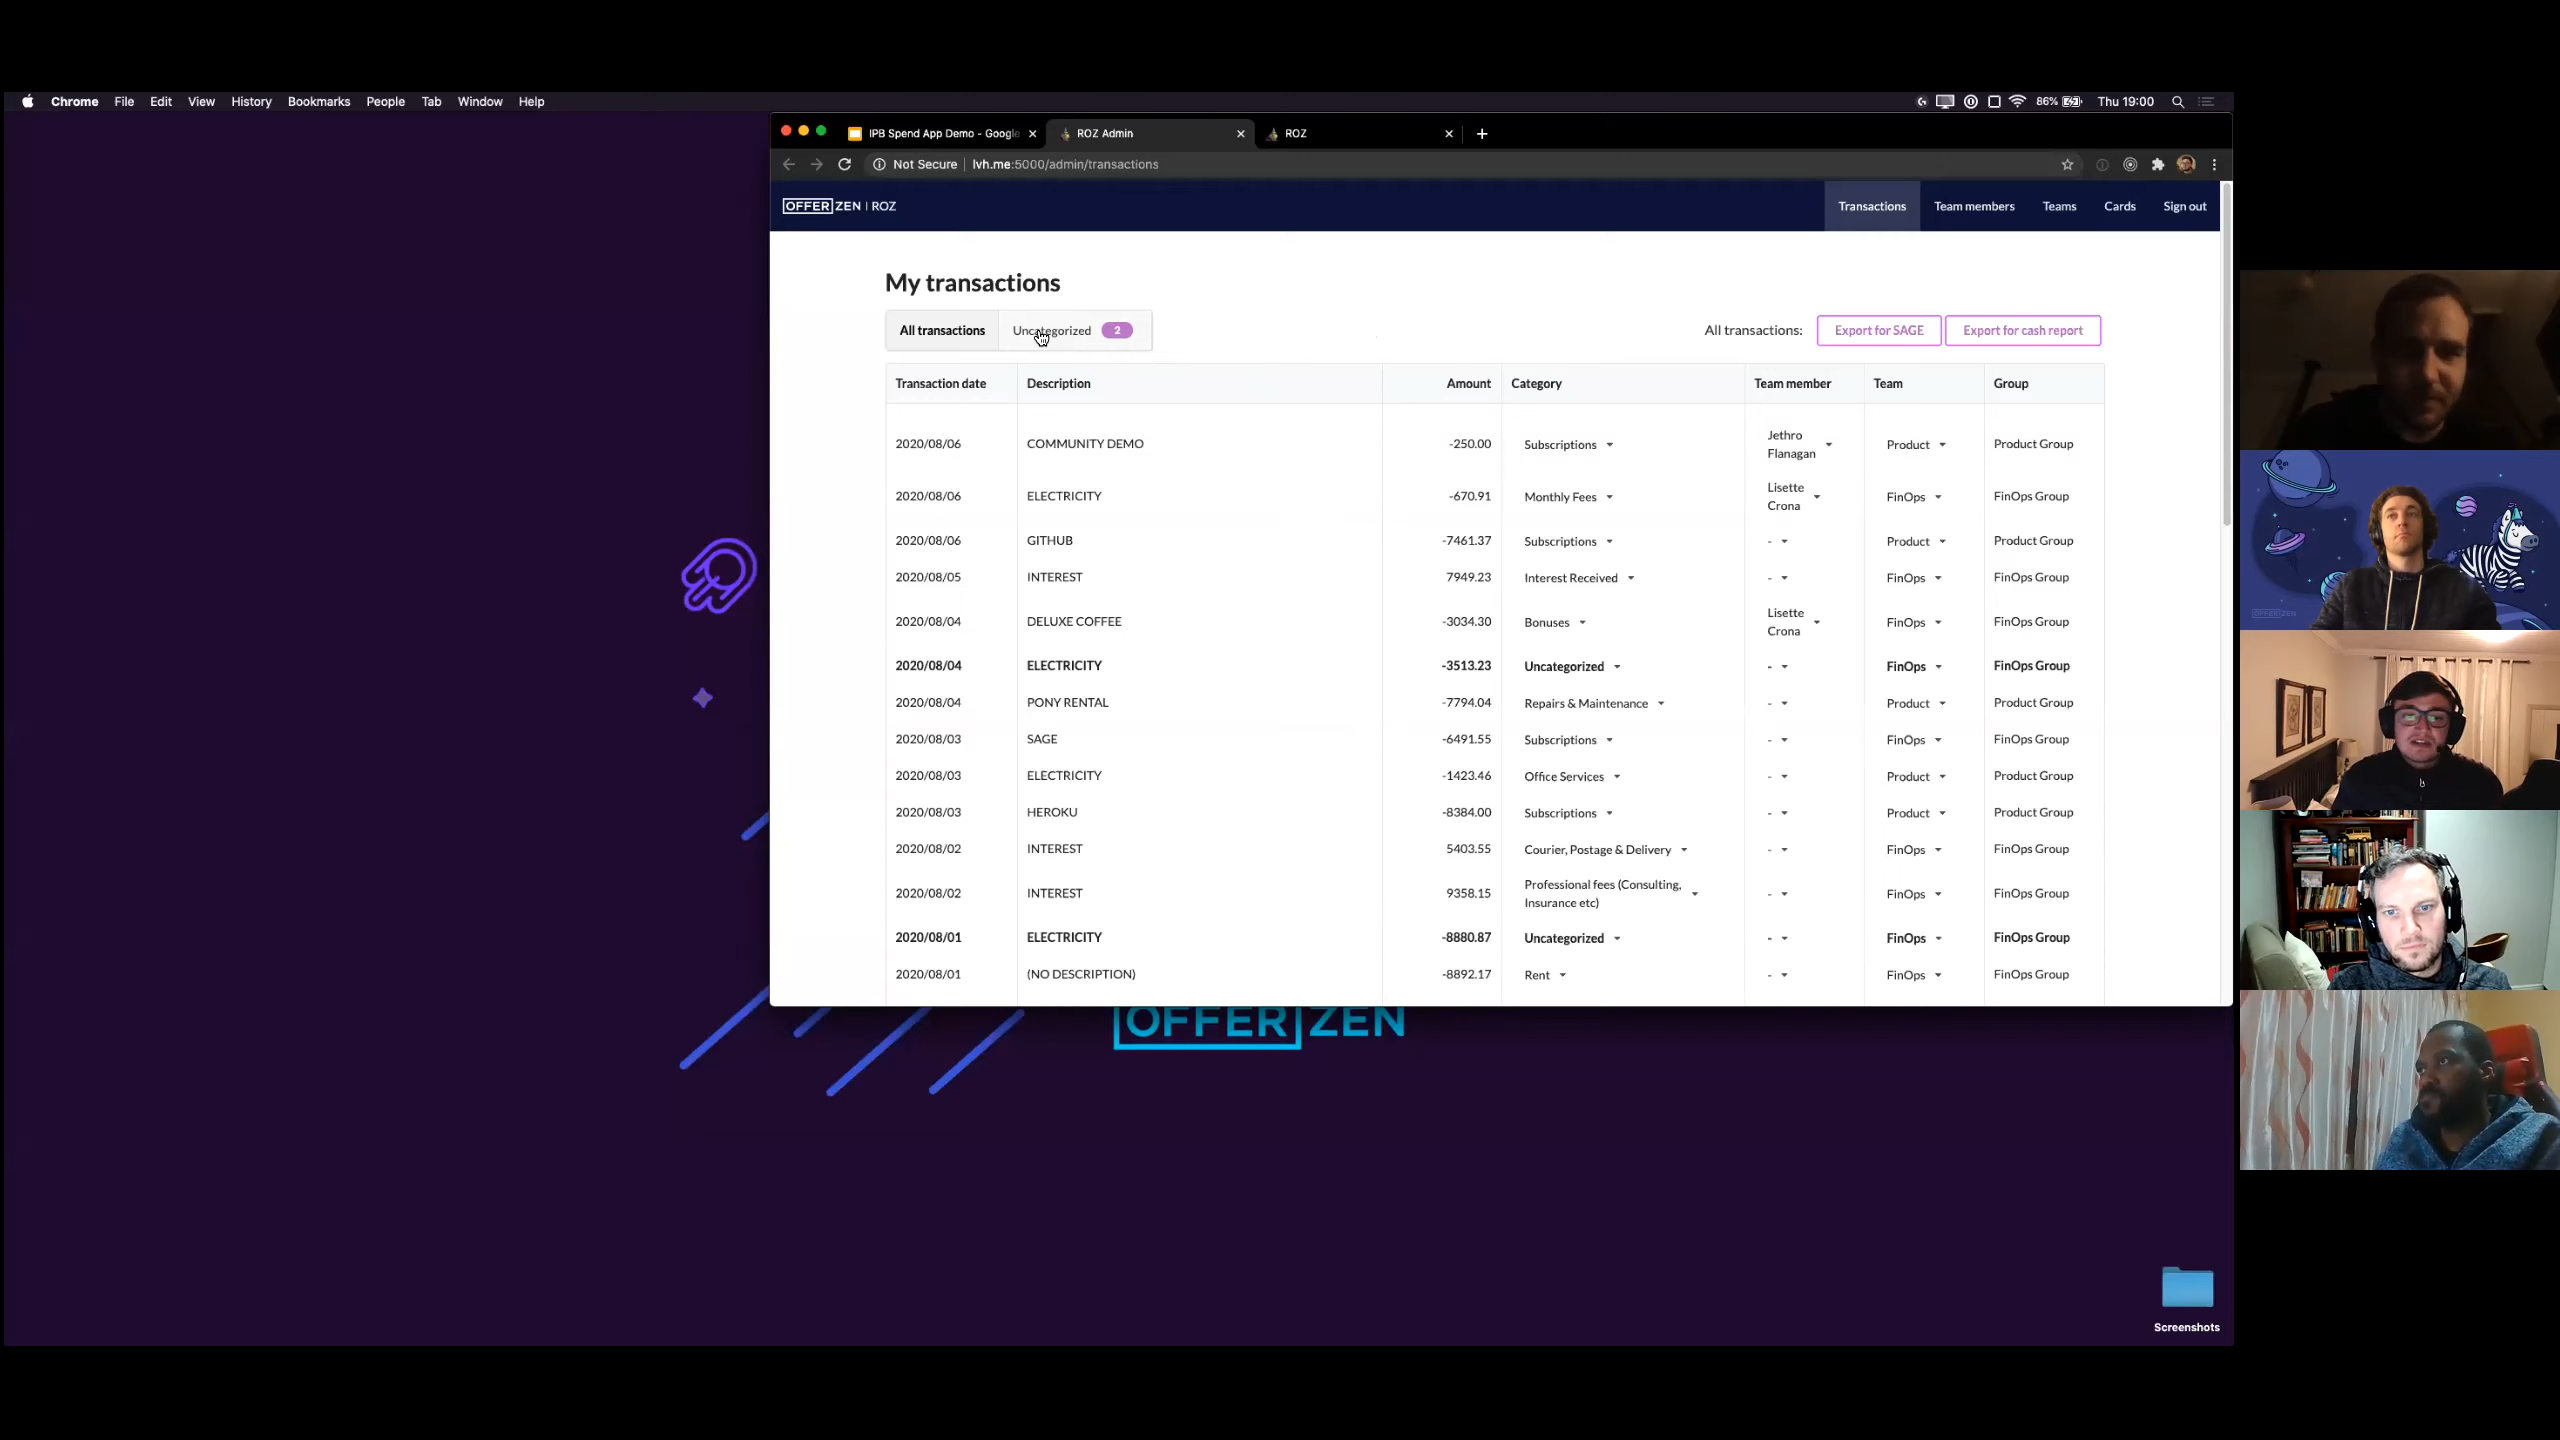 Chrome File Edit View History Bookmarks People Tab Window Help 86% Thu 19:00
IPB Spend App Demo - Google ROZ Admin ROZ
Not Secure | lvh.me:5000/admin/transactions
OFFERZEN | ROZ Transactions Team members Teams Cards Sign out
My transactions
All transactions Uncategorized 2 All transactions: Export for SAGE Export for cash report
Transaction date Description Amount Category Team member Team Group
2020/08/06 COMMUNITY DEMO -250.00 Subscriptions Jethro Flanagan Product Product Group
2020/08/06 ELECTRICITY -670.91 Monthly Fees Lisette Crona FinOps FinOps Group
2020/08/06 GITHUB -7461.37 Subscriptions - Product Product Group
2020/08/05 INTEREST 7949.23 Interest Received - FinOps FinOps Group
2020/08/04 DELUXE COFFEE -3034.30 Bonuses Lisette Crona FinOps FinOps Group
2020/08/04 ELECTRICITY -3513.23 Uncategorized - FinOps FinOps Group
2020/08/04 PONY RENTAL -7794.04 Repairs & Maintenance - Product Product Group
2020/08/03 SAGE -6491.55 Subscriptions - FinOps FinOps Group
2020/08/03 ELECTRICITY -1423.46 Office Services - Product Product Group
2020/08/03 HEROKU -8384.00 Subscriptions - Product Product Group
2020/08/02 INTEREST 5403.55 Courier, Postage & Delivery - FinOps FinOps Group
2020/08/02 INTEREST 9358.15 Professional fees (Consulting, Insurance etc) - FinOps FinOps Group
2020/08/01 ELECTRICITY -8880.87 Uncategorized - FinOps FinOps Group
2020/08/01 (NO DESCRIPTION) -8892.17 Rent - FinOps FinOps Group
OFFERZEN
Screenshots